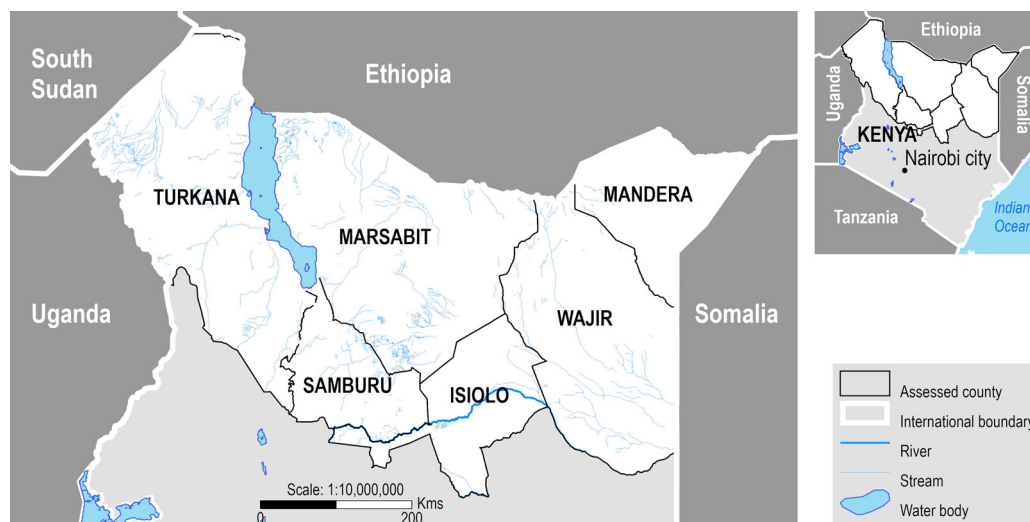 South
Sudan
Ethiopia
TURKANA
MARSABIT
MANDERA
Uganda
WAJIR
Somalia
SAMBURU
ISIOLO
Scale: 1:10,000,000
Kms
0
200
Ethiopia
Uganda
Somalia
KENYA
Nairobi city
Tanzania
Indian
Ocean
Assessed county
International boundary
River
Stream
Water body